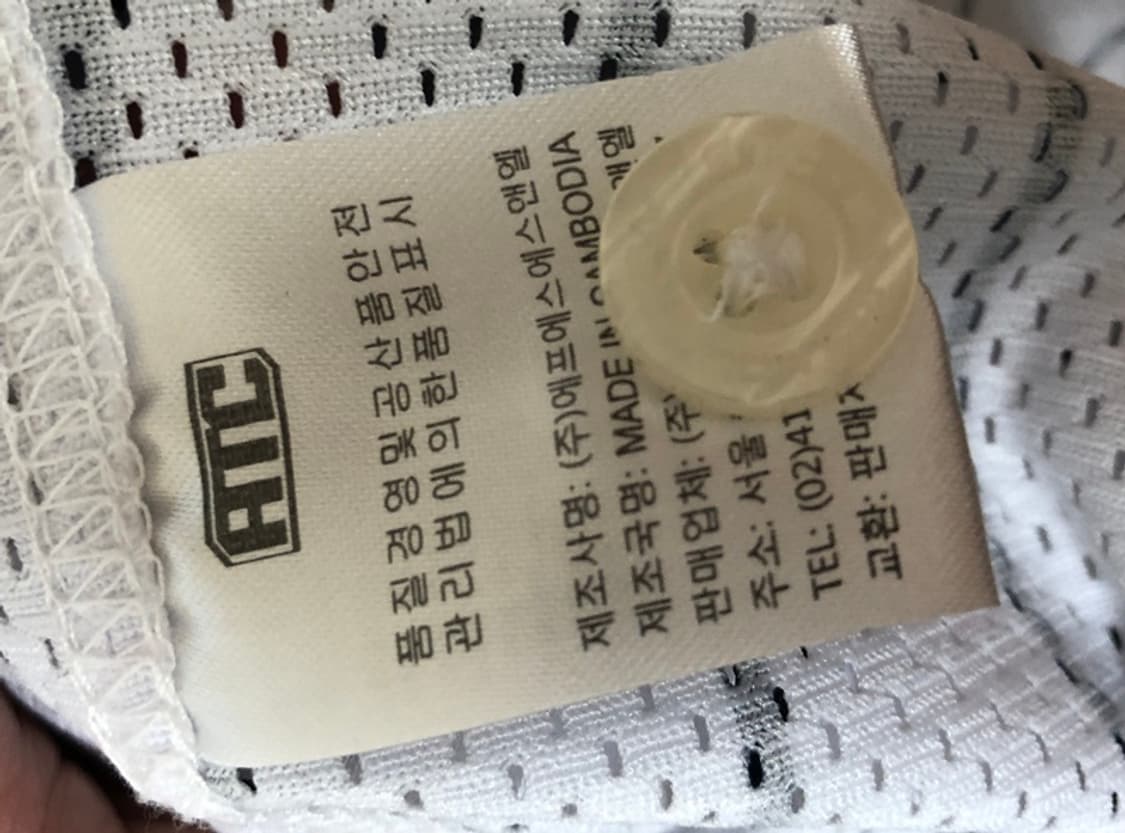 품질경영및공산품안전
관리법에의한품질표시
제조사명: (주)에프에스에스앤엘
제조국명: MADE IN CAMBODIA
판매업체: (주) 앤엘
주소: 서울
TEL: (02)41
교환: 판매